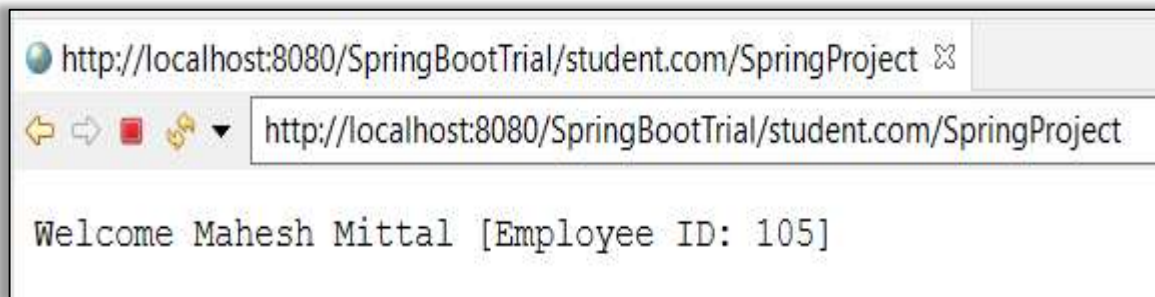 http://localhost:8080/SpringBootTrial/student.com/SpringProject
http://localhost:8080/SpringBootTrial/student.com/SpringProject
Welcome Mahesh Mittal [Employee ID: 105]